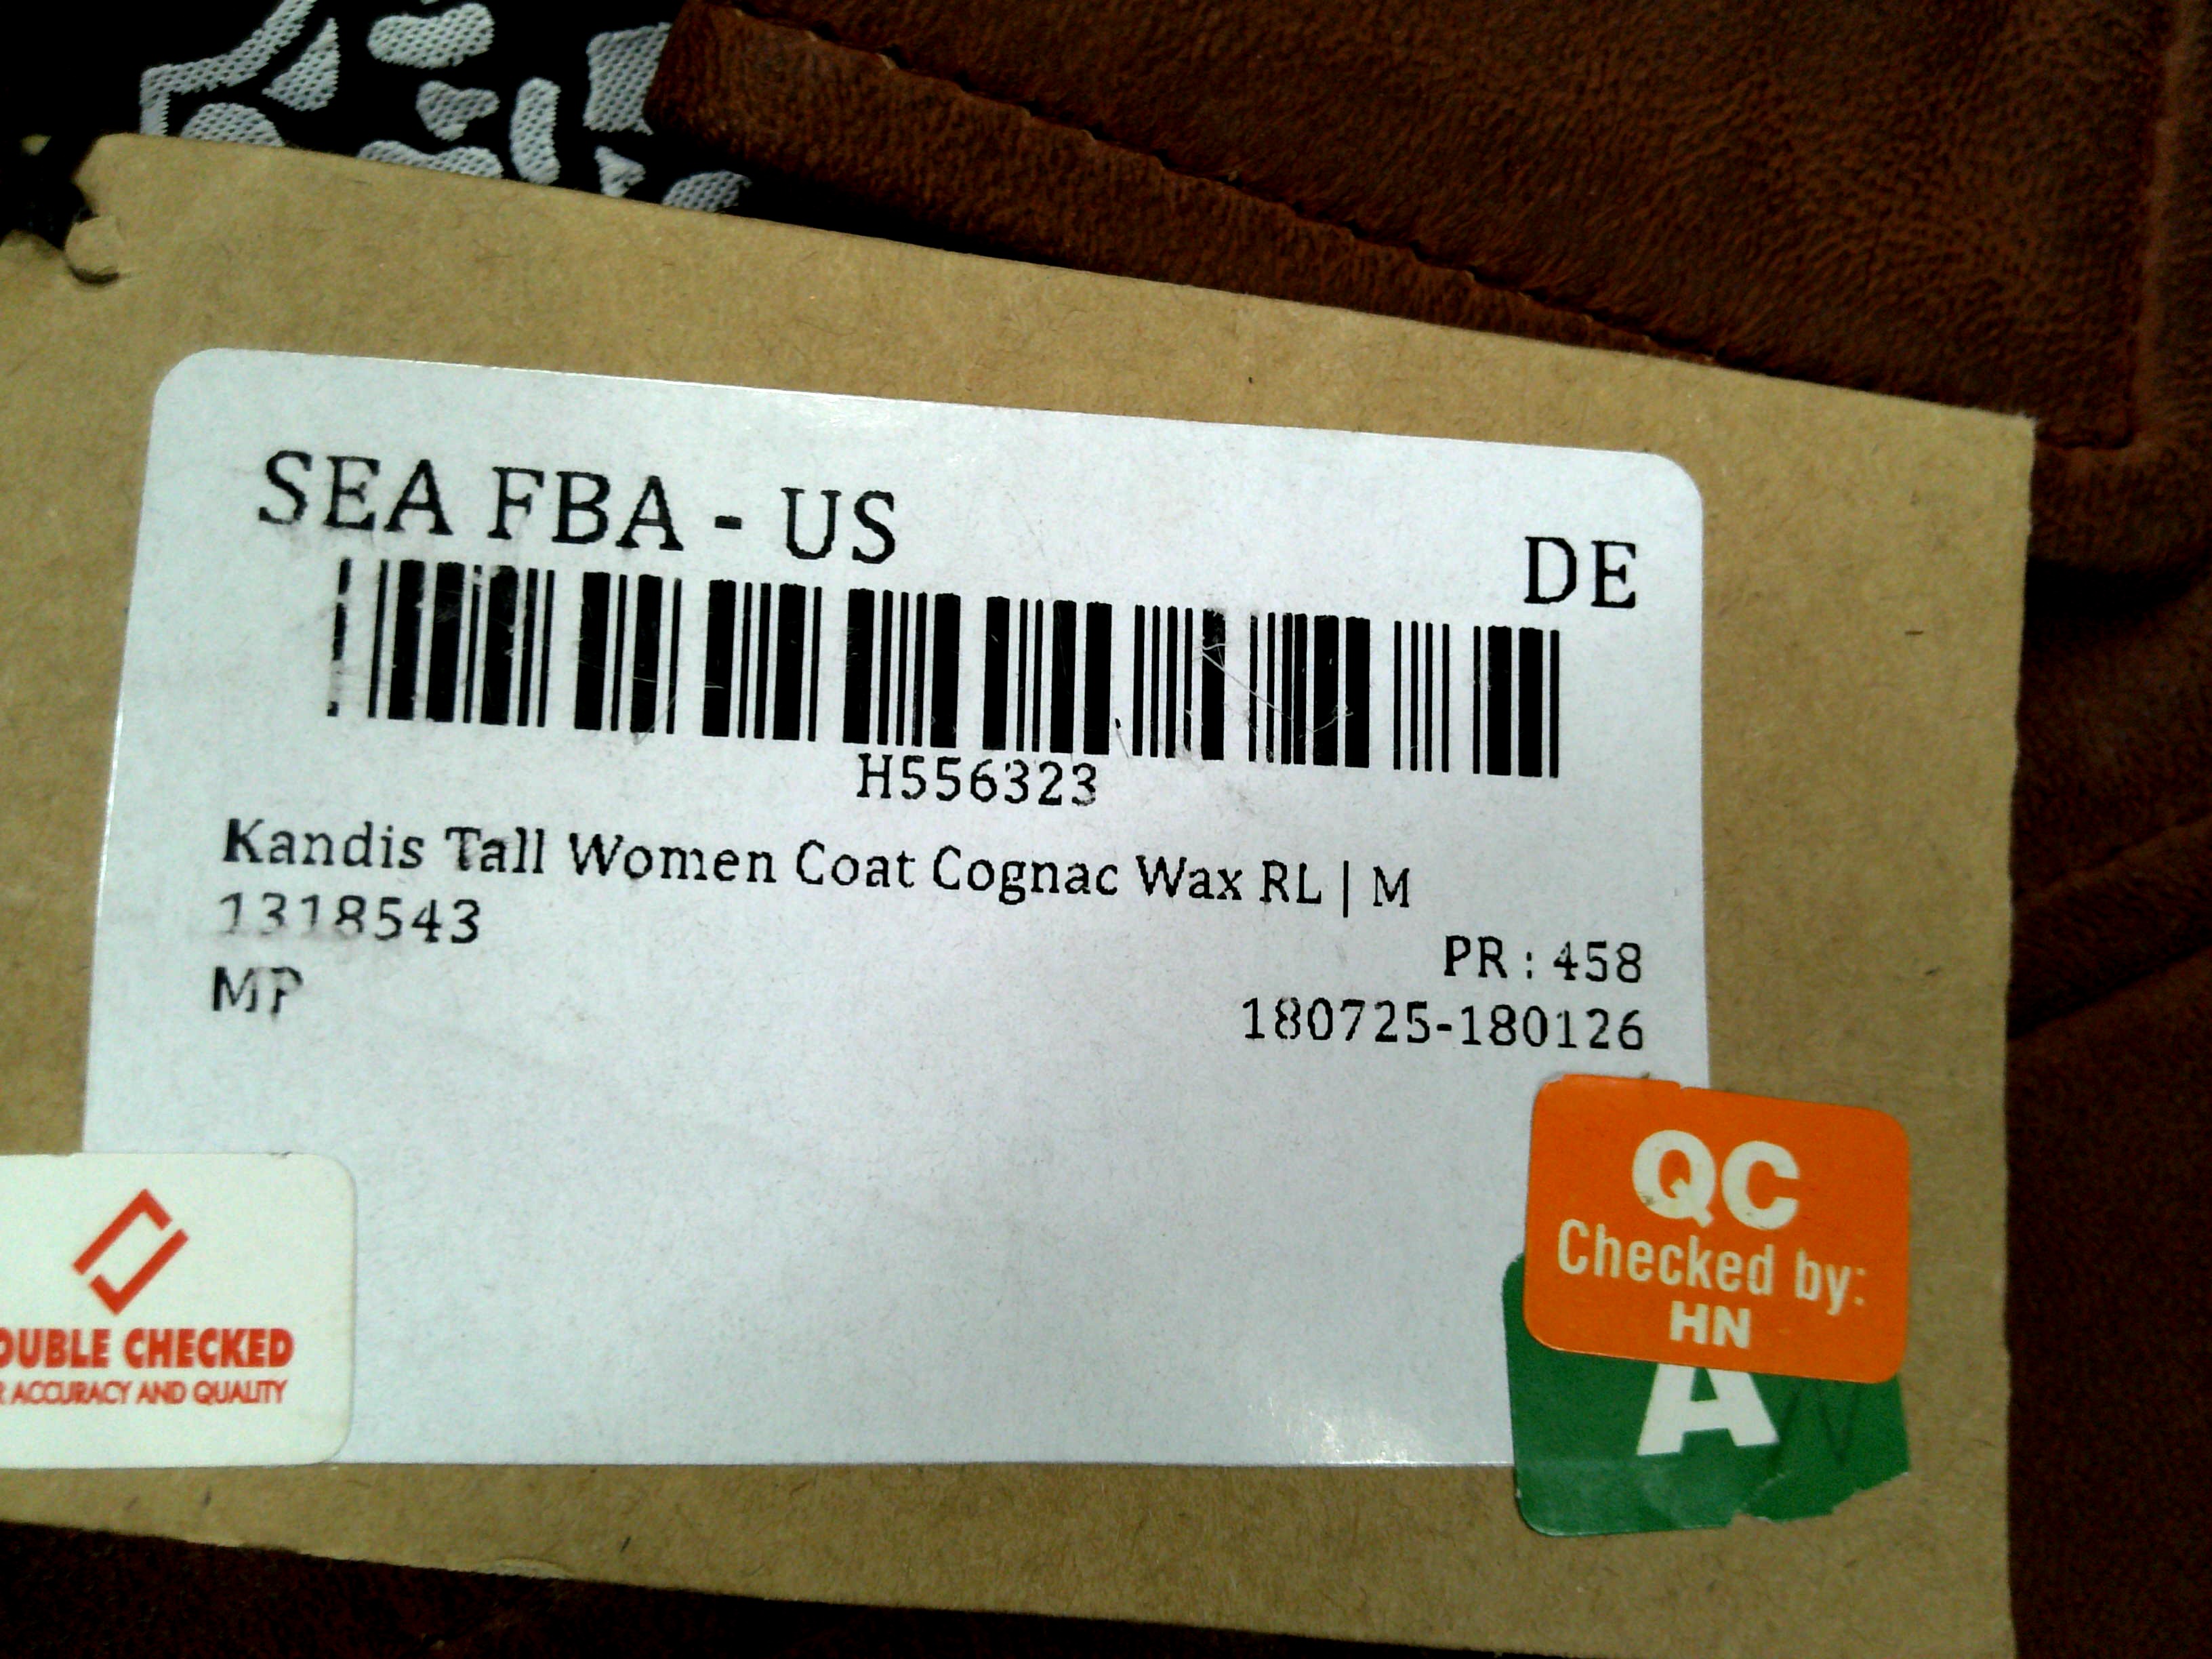 SEA FBA - US
DE
H556323
Kandis Tall Women Coat Cognac Wax RL | M
1318543
PR : 458
MP
180725-180126
QC
Checked by:
HN
A
OUBLE CHECKED
R ACCURACY AND QUALITY